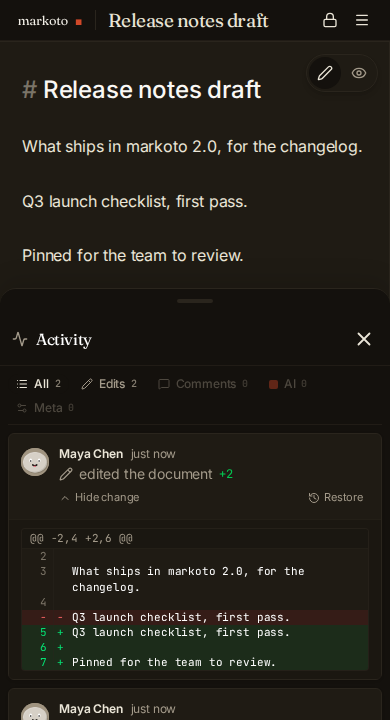 markoto
Release notes draft
# Release notes draft
What ships in markoto 2.0, for the changelog.
Q3 launch checklist, first pass.
Pinned for the team to review.
Activity
All 2 Edits 2 Comments 0 AI 0
Meta 0
Maya Chen just now
edited the document +2
Hide change Restore
@@ -2,4 +2,6 @@
2
3 What ships in markoto 2.0, for the
changelog.
4
- - Q3 launch checklist, first pass.
5 + Q3 launch checklist, first pass.
6 +
7 + Pinned for the team to review.
Maya Chen just now